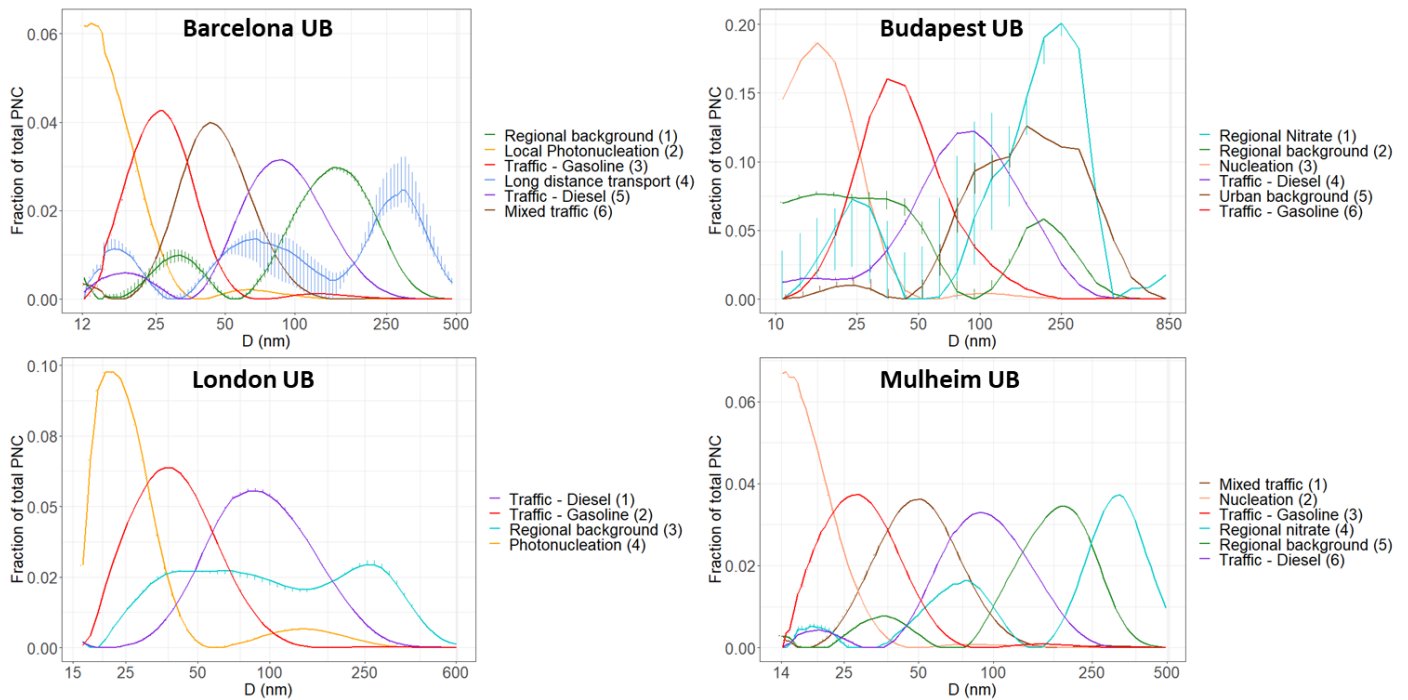 Barcelona UB
Fraction of total PNC
0.06
0.04
0.02
0.00
12
25
50
100
250
500
D (nm)
Regional background (1)
Local Photonucleation (2)
Traffic - Gasoline (3)
Long distance transport (4)
Traffic - Diesel (5)
Mixed traffic (6)
Budapest UB
Fraction of total PNC
0.20
0.15
0.10
0.05
0.00
10
25
50
100
250
850
D (nm)
Regional Nitrate (1)
Regional background (2)
Nucleation (3)
Traffic - Diesel (4)
Urban background (5)
Traffic - Gasoline (6)
London UB
Fraction of total PNC
0.10
0.08
0.05
0.02
0.00
15
25
50
100
250
600
D (nm)
Traffic - Diesel (1)
Traffic - Gasoline (2)
Regional background (3)
Photonucleation (4)
Mulheim UB
Fraction of total PNC
0.06
0.04
0.02
0.00
14
25
50
100
250
500
D (nm)
Mixed traffic (1)
Nucleation (2)
Traffic - Gasoline (3)
Regional nitrate (4)
Regional background (5)
Traffic - Diesel (6)